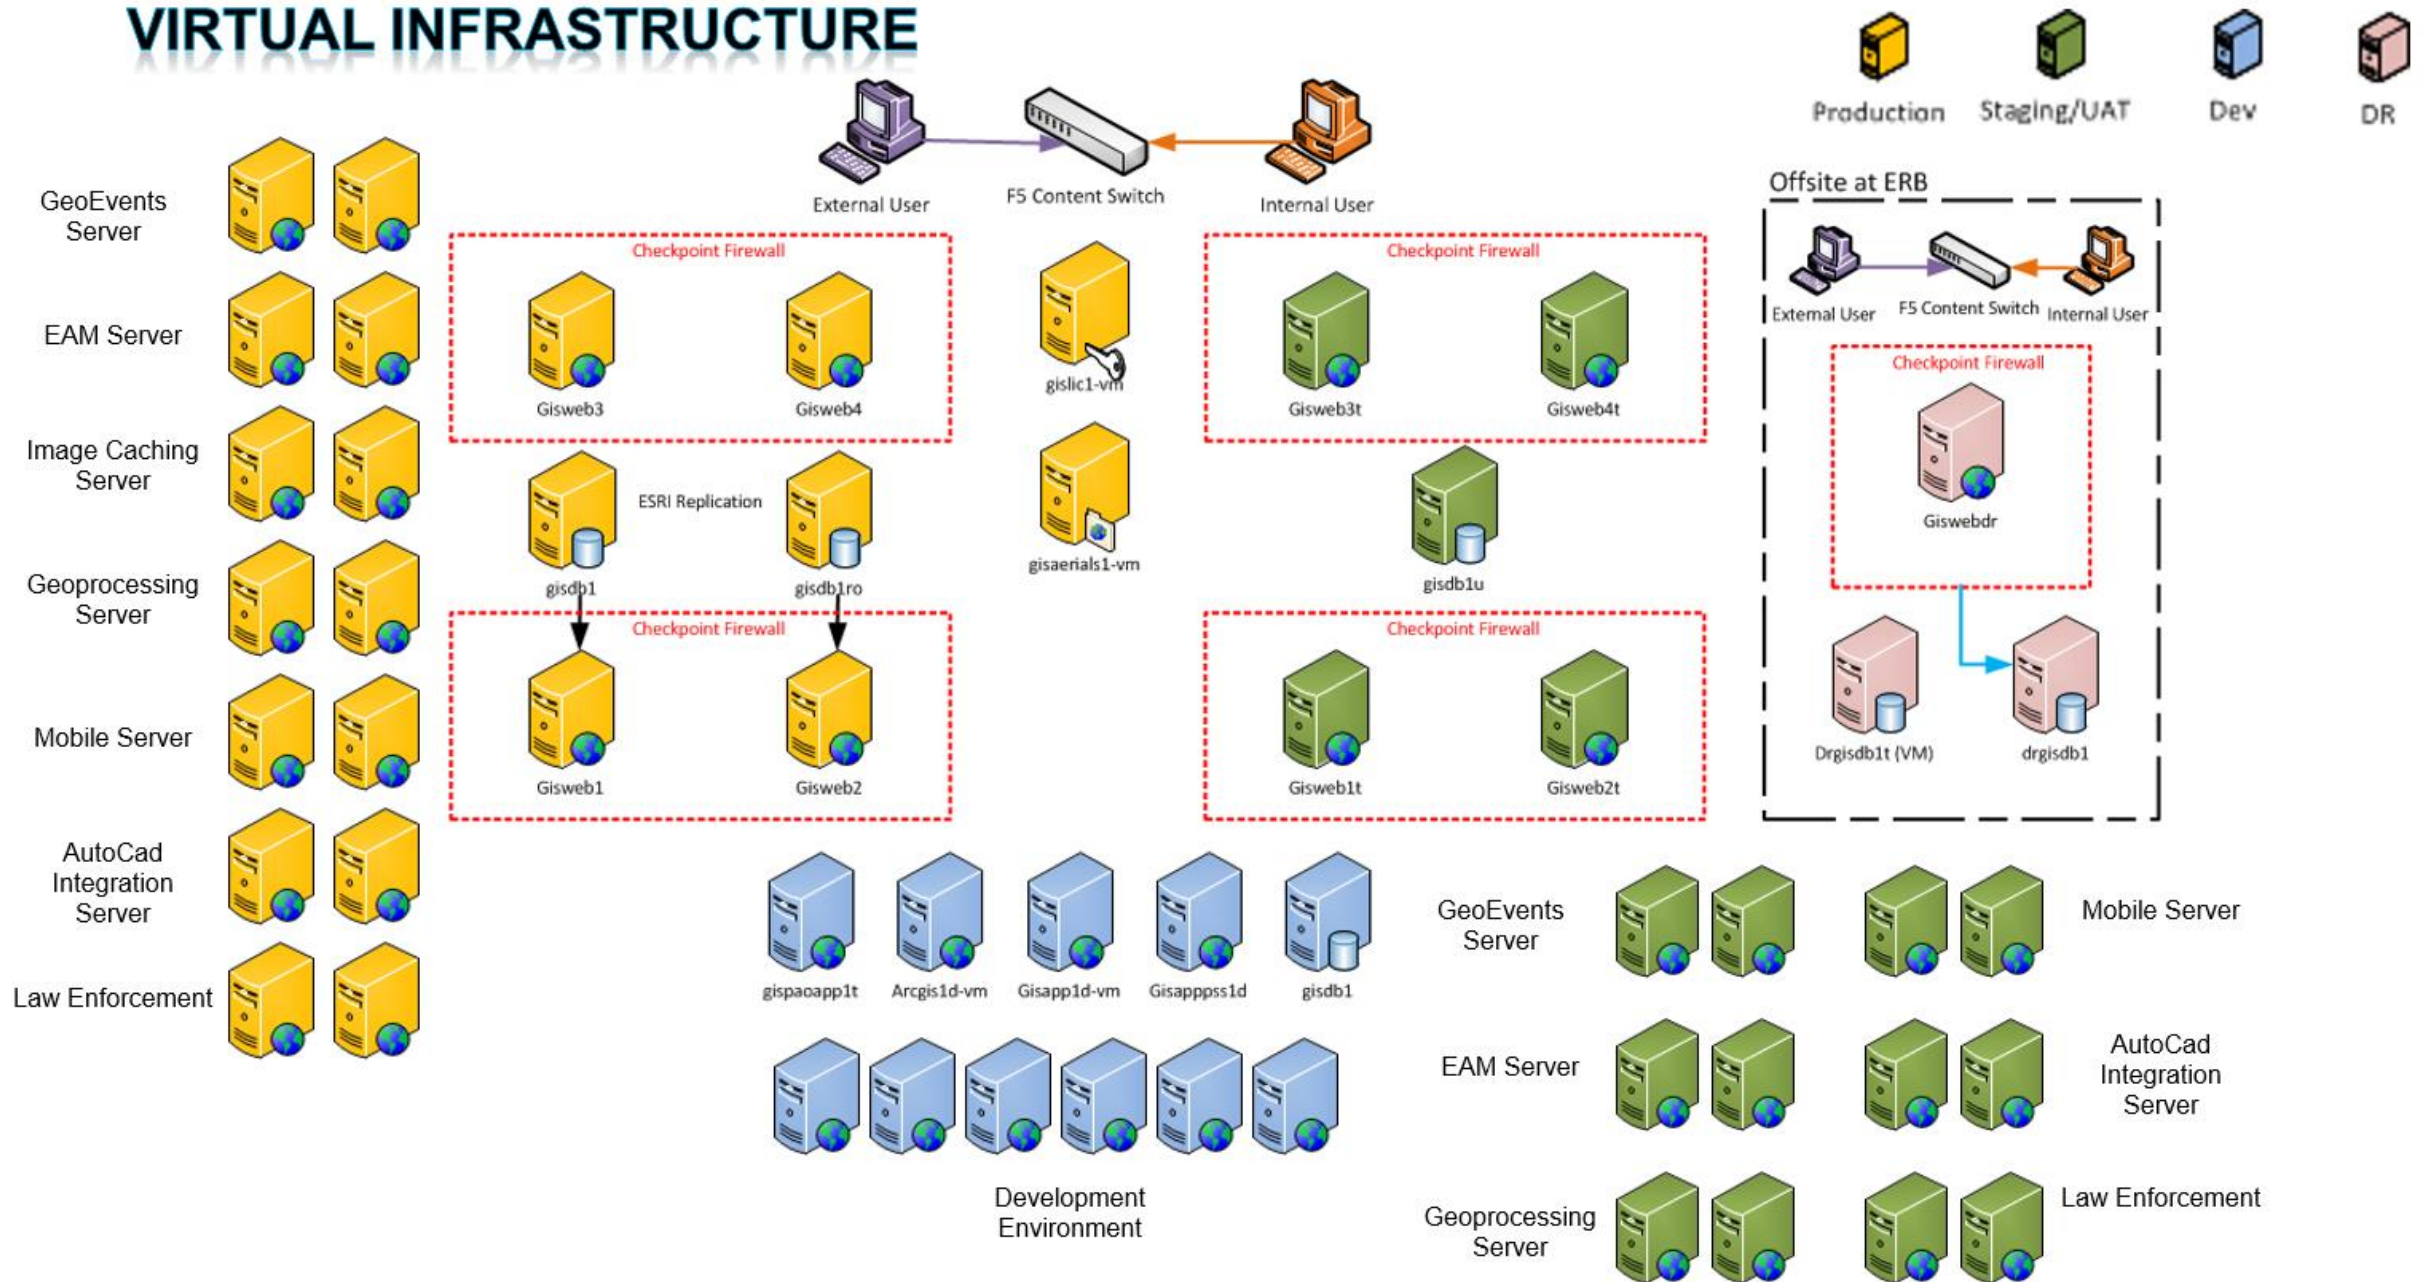 VIRTUAL INFRASTRUCTURE
Production
Staging/UAT
Dev
DR
External User
F5 Content Switch
Internal User
GeoEvents
Server
EAM Server
Image Caching
Server
Geoprocessing
Server
Mobile Server
AutoCad
Integration
Server
Law Enforcement
Checkpoint Firewall
Gisweb3
Gisweb4
gisdb1
ESRI Replication
gisdb1ro
Checkpoint Firewall
Gisweb1
Gisweb2
gislic1-vm
gisaerials1-vm
Checkpoint Firewall
Gisweb3t
Gisweb4t
gisdb1u
Checkpoint Firewall
Gisweb1t
Gisweb2t
Offsite at ERB
External User
F5 Content Switch
Internal User
Checkpoint Firewall
Giswebdr
Drgisdb1t (VM)
drgisdb1
gispaoapp1t
Arcgis1d-vm
Gisapp1d-vm
Gisapppss1d
gisdb1
Development
Environment
GeoEvents
Server
Mobile Server
EAM Server
AutoCad
Integration
Server
Geoprocessing
Server
Law Enforcement